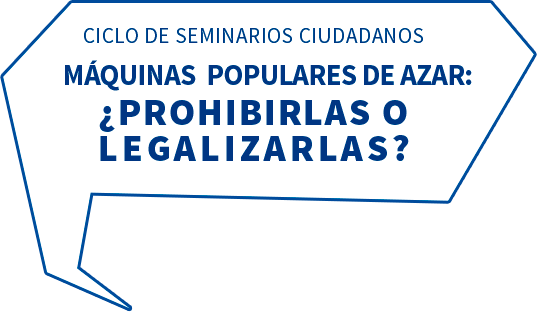 CICLO DE SEMINARIOS CIUDADANOS
MÁQUINAS POPULARES DE AZAR:
¿PROHIBIRLAS O
LEGALIZARLAS?